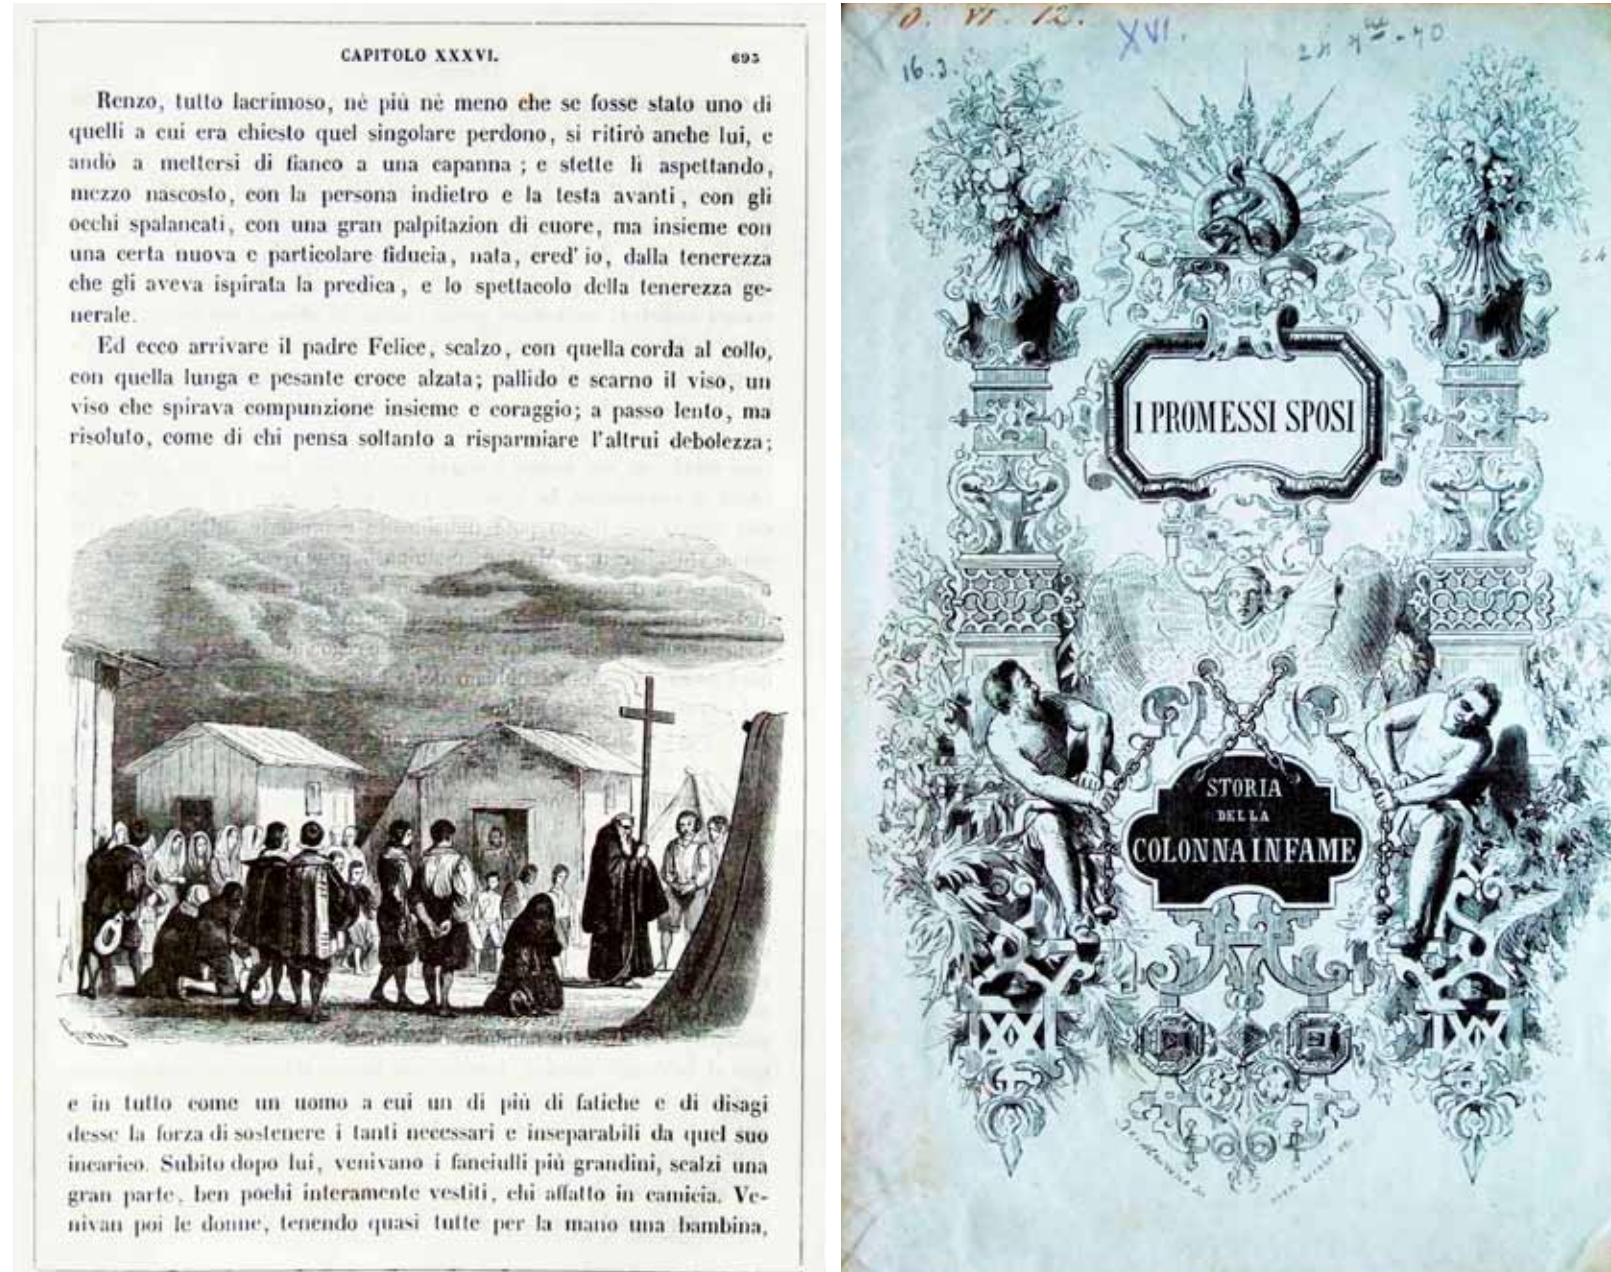 CAPITOLO XXXVI.
695
Renzo, tutto lacrimoso, nè più nè meno che se fosse stato uno di
quelli a cui era chiesto quel singolare perdono, si ritirò anche lui, e
andò a mettersi di fianco a una capanna ; e stette lì aspettando,
mezzo nascosto, con la persona indietro e la testa avanti, con gli
occhi spalancati, con una gran palpitazion di cuore, ma insieme con
una certa nuova e particolare fiducia, nata, cred' io, dalla tenerezza
che gli aveva ispirata la predica, e lo spettacolo della tenerezza ge-
nerale.
Ed ecco arrivare il padre Felice, scalzo, con quella corda al collo,
con quella lunga e pesante croce alzata; pallido e scarno il viso, un
viso che spirava compunzione insieme e coraggio; a passo lento, ma
risoluto, come di chi pensa soltanto a risparmiare l'altrui debolezza;
e in tutto come un uomo a cui un di più di fatiche e di disagi
desse la forza di sostenere i tanti necessari e inseparabili da quel suo
incarico. Subito dopo lui, venivano i fanciulli più grandini, scalzi una
gran parte, ben pochi interamente vestiti, chi affatto in camicia. Ve-
nivan poi le donne, tenendo quasi tutte per la mano una bambina,
O. VI. 12.
XVI.
16.3.
I PROMESSI SPOSI
STORIA
DELLA
COLONNA INFAME